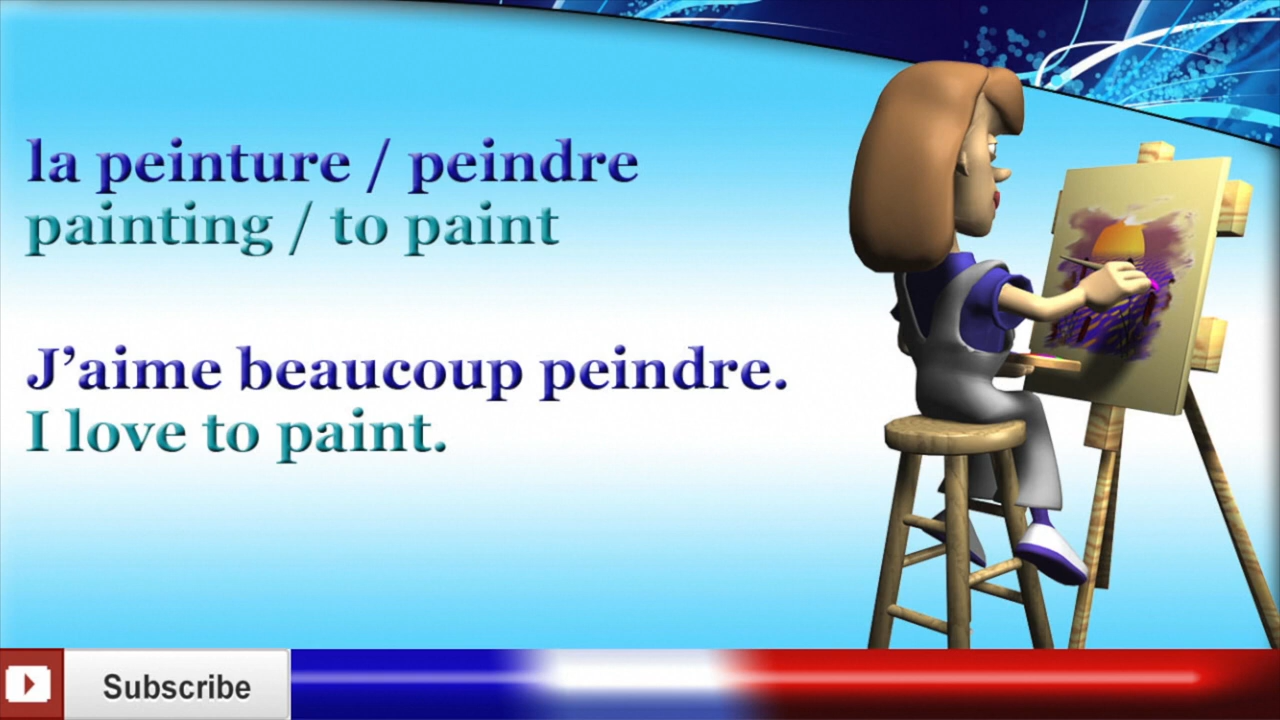 la peinture / peindre
painting / to paint
J’aime beaucoup peindre.
I love to paint.
Subscribe